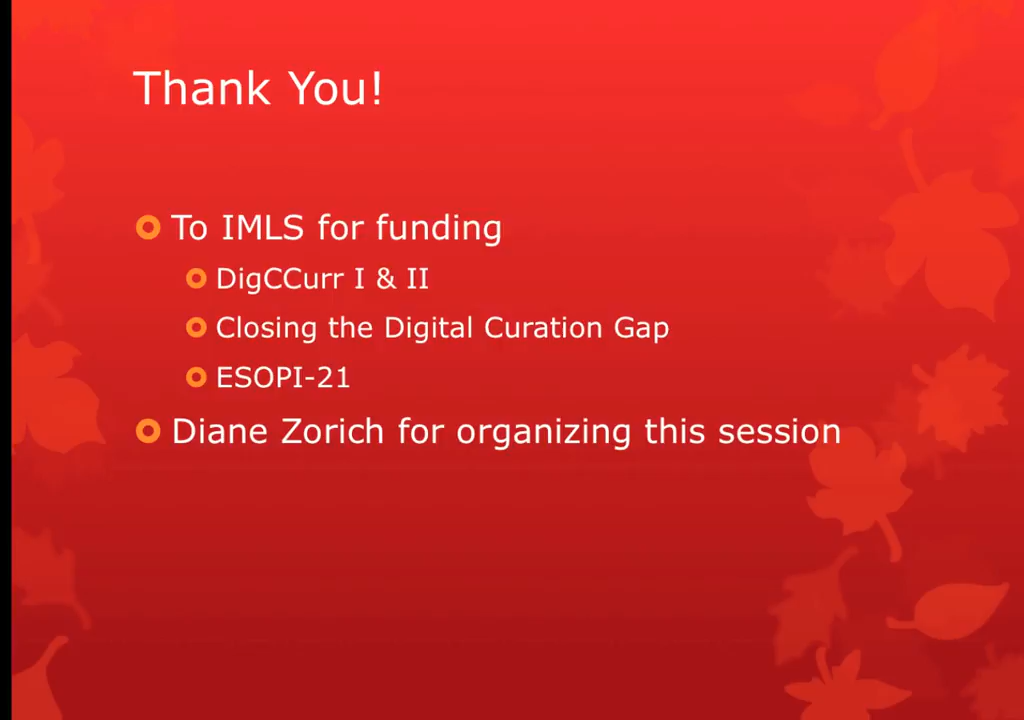 Thank You!
To IMLS for funding
DigCCurr I & II
Closing the Digital Curation Gap
ESOPI-21
Diane Zorich for organizing this session